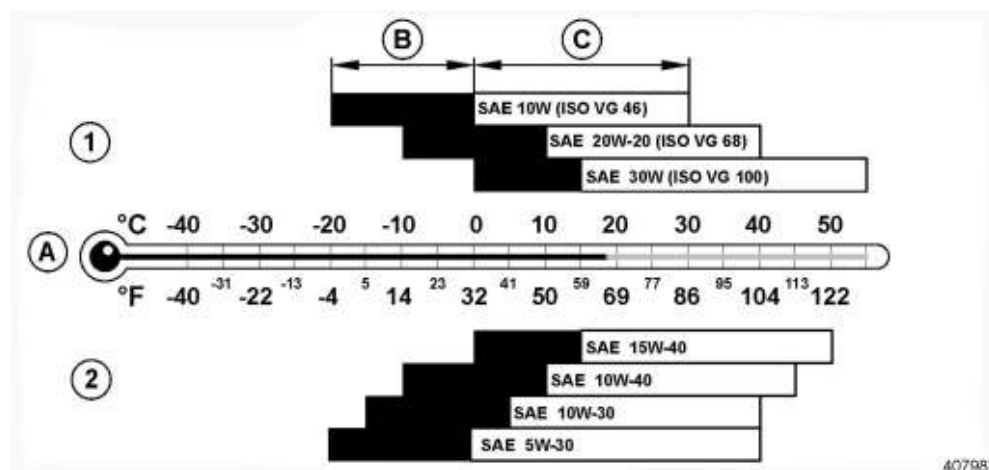 B
C
SAE 10W (ISO VG 46)
1
SAE 20W-20 (ISO VG 68)
SAE 30W (ISO VG 100)
°C -40 -30 -20 -10 0 10 20 30 40 50
A
-31 -13 5 23 41 59 77 95 113
°F -40 -22 -4 14 32 50 69 86 104 122
SAE 15W-40
2
SAE 10W-40
SAE 10W-30
SAE 5W-30
40798